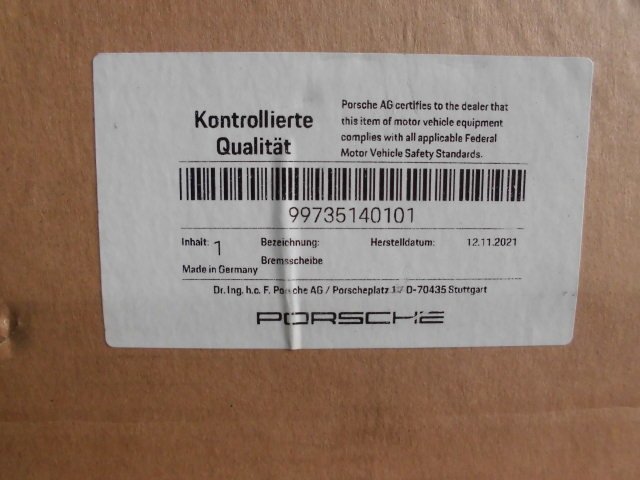 Kontrollierte
Qualität
Porsche AG certifies to the dealer that
this item of motor vehicle equipment
complies with all applicable Federal
Motor Vehicle Safety Standards.
99735140101
Inhalt: 1 Bezeichnung: Herstelldatum: 12.11.2021
Bremsscheibe
Made in Germany
Dr. Ing. h.c. F. Porsche AG / Porscheplatz 1 / D-70435 Stuttgart
PORSCHE